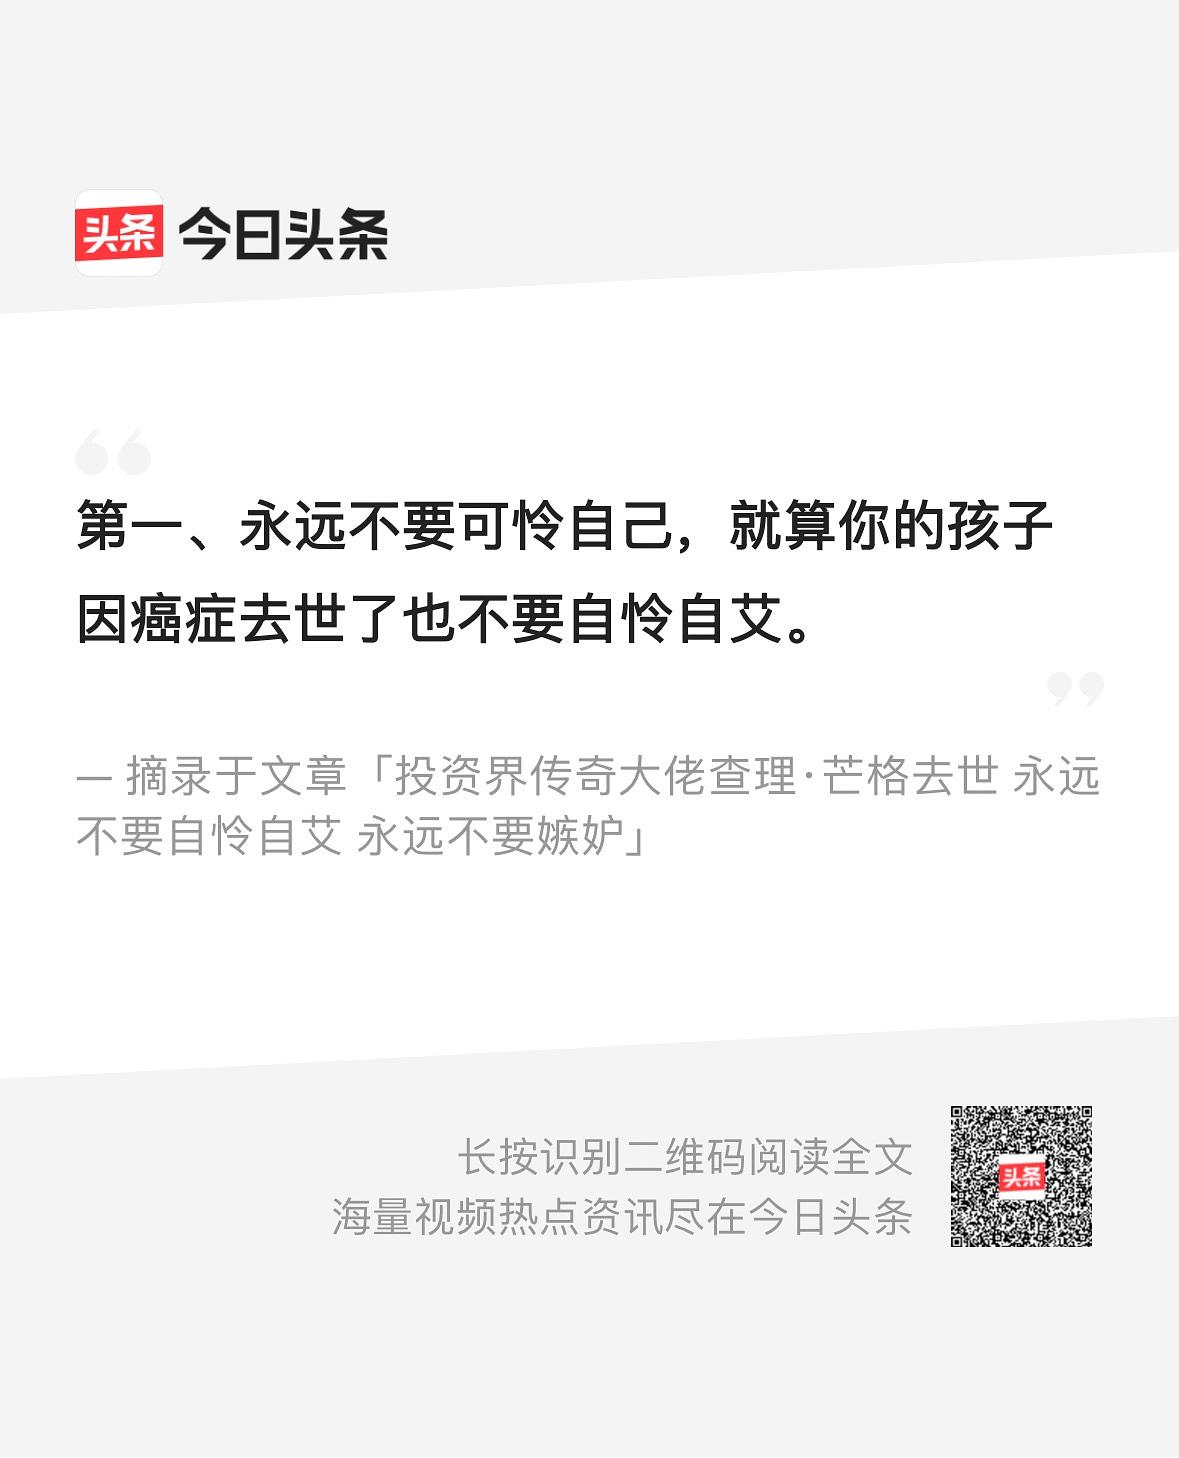 头条 今日头条
“
第一、永远不要可怜自己，就算你的孩子
因癌症去世了也不要自怜自艾。
”
— 摘录于文章「投资界传奇大佬查理·芒格去世 永远
不要自怜自艾 永远不要嫉妒」
长按识别二维码阅读全文
海量视频热点资讯尽在今日头条
头条